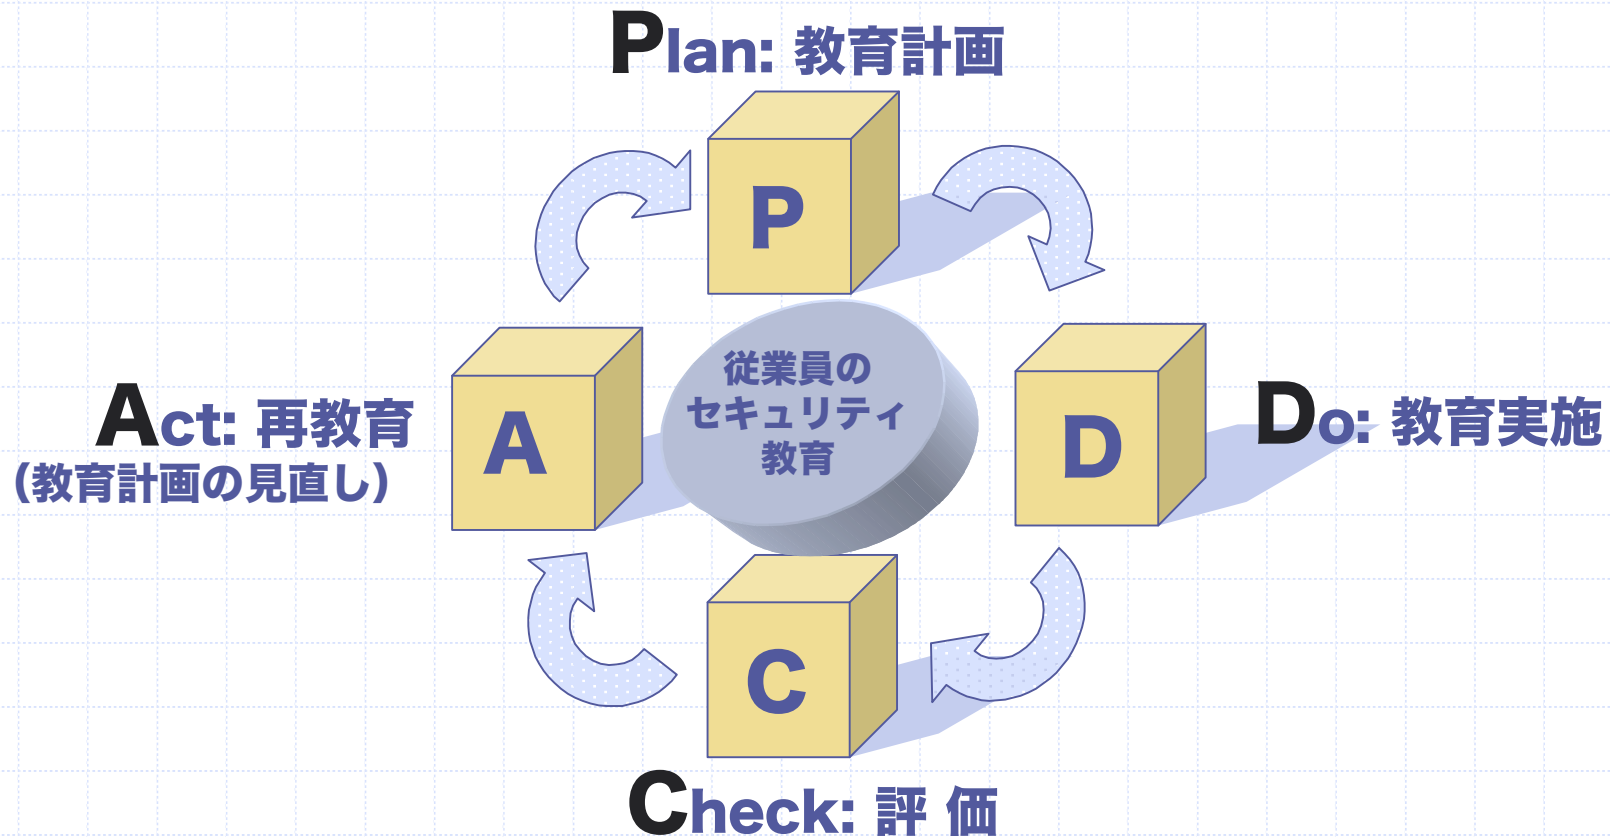 Plan: 教育計画
P
従業員の
セキュリティ
教育
Act: 再教育
(教育計画の見直し)
A
D
Do: 教育実施
C
Check: 評 価